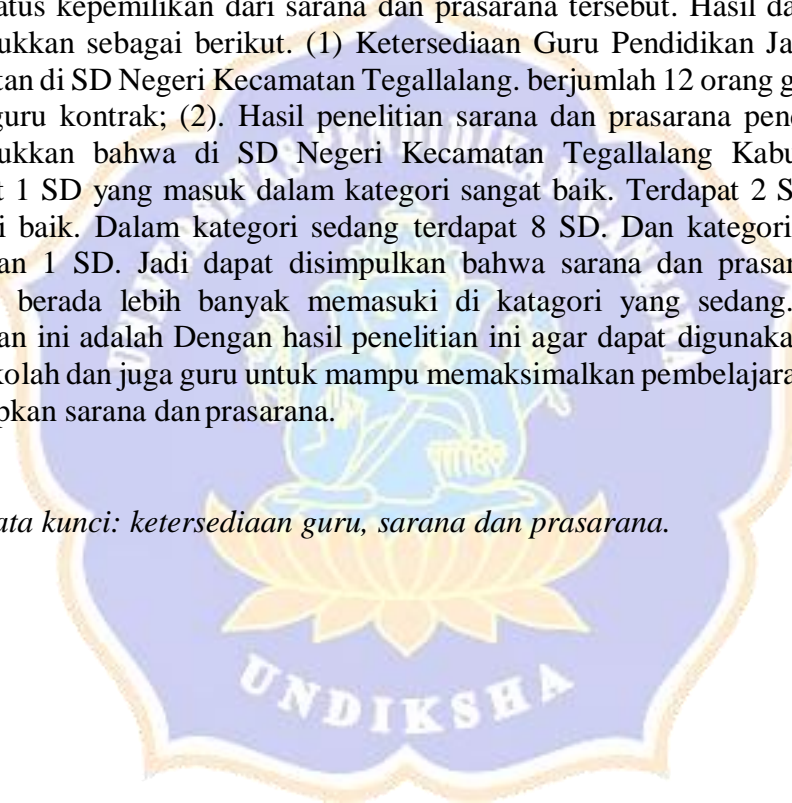 atus kepemilikan dari sarana dan prasarana tersebut. Hasil da
ukkan sebagai berikut. (1) Ketersediaan Guru Pendidikan Ja
tan di SD Negeri Kecamatan Tegallalang. berjumlah 12 orang g
guru kontrak; (2). Hasil penelitian sarana dan prasarana pend
ukkan bahwa di SD Negeri Kecamatan Tegallalang Kabu
t 1 SD yang masuk dalam kategori sangat baik. Terdapat 2 S
i baik. Dalam kategori sedang terdapat 8 SD. Dan kategori
an 1 SD. Jadi dapat disimpulkan bahwa sarana dan prasar
berada lebih banyak memasuki di katagori yang sedang.
an ini adalah Dengan hasil penelitian ini agar dapat digunaka
kolah dan juga guru untuk mampu memaksimalkan pembelajara
pkan sarana dan prasarana.
ata kunci: ketersediaan guru, sarana dan prasarana.
UNDIKSHA